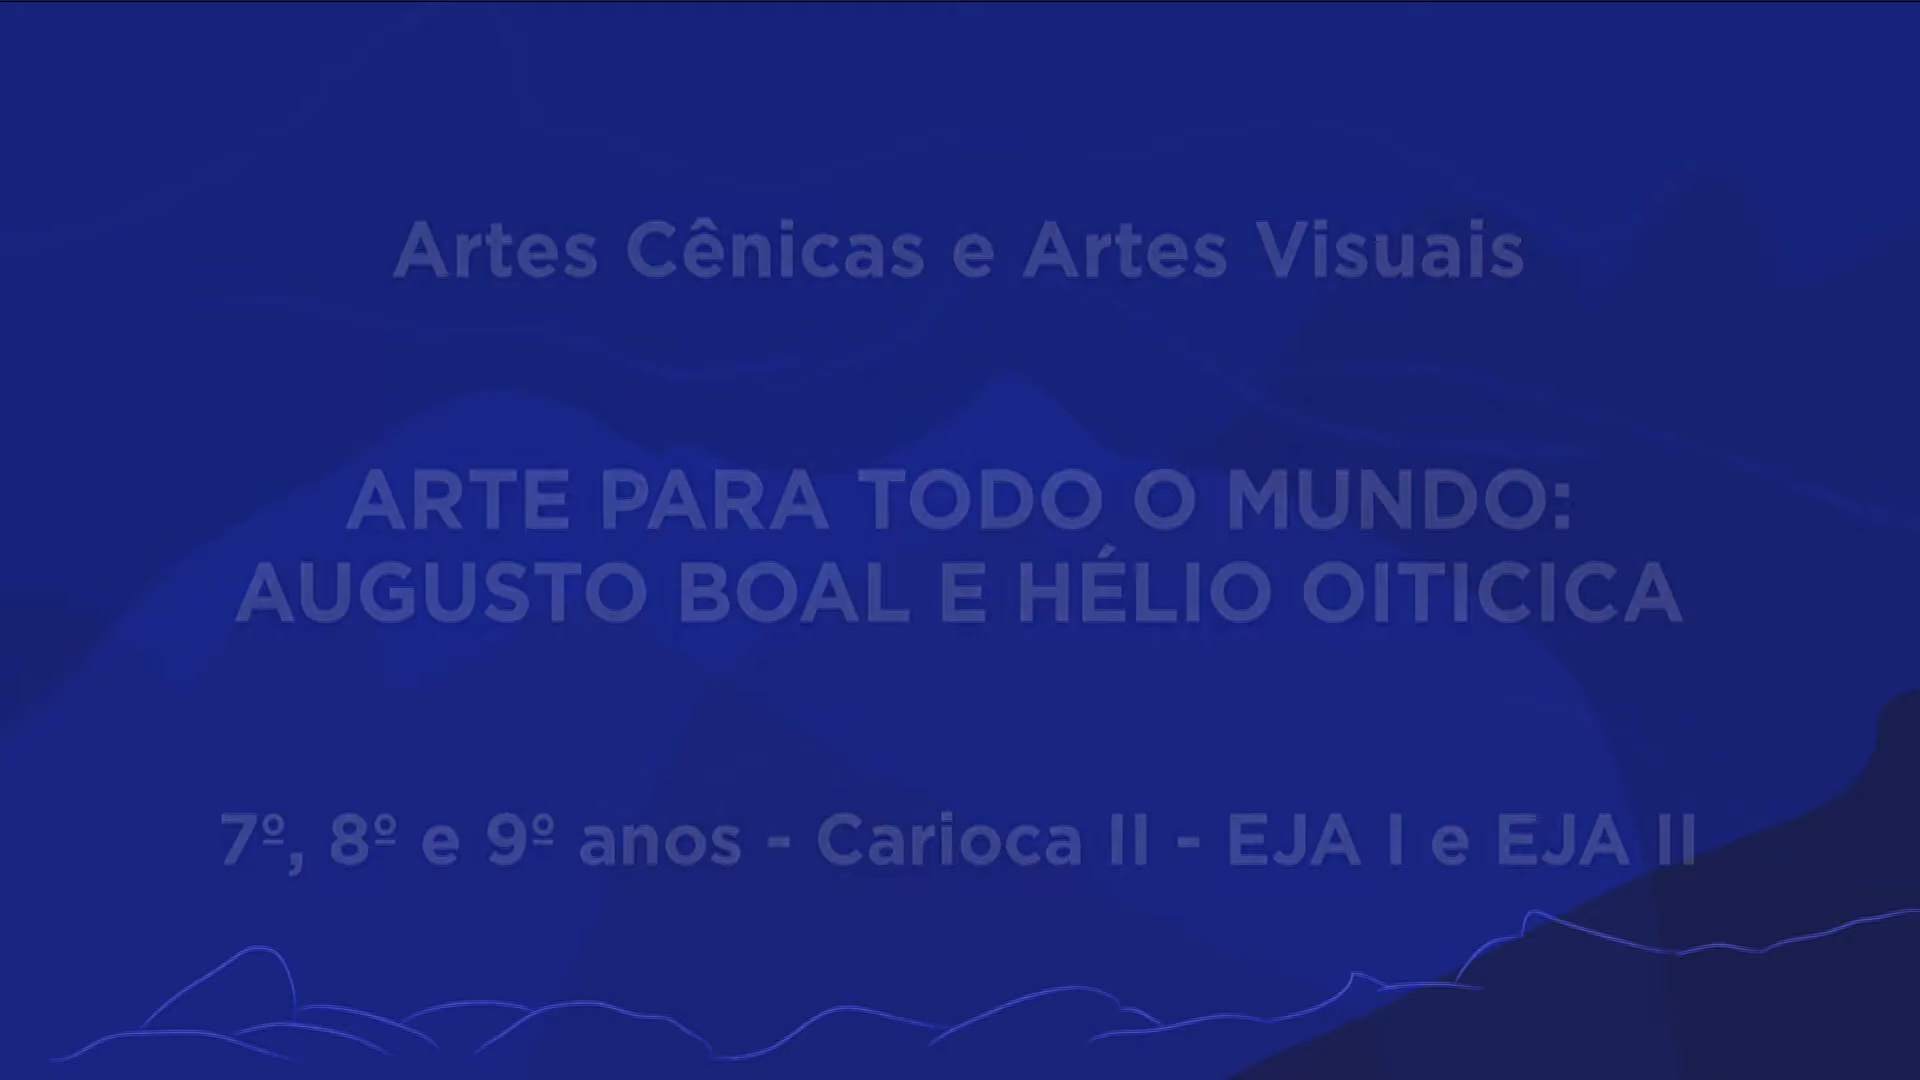 Artes Cênicas e Artes Visuais
ARTE PARA TODO O MUNDO:
AUGUSTO BOAL E HÉLIO OITICICA
7º, 8º e 9º anos - Carioca II - EJA I e EJA II